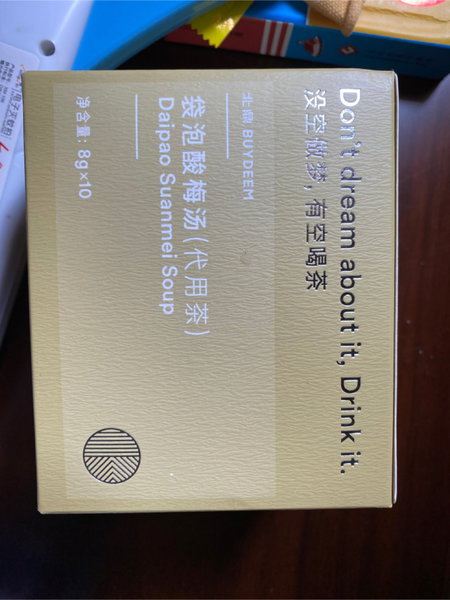 Don't dream about it, Drink it.
没空做梦，有空喝茶
北鼎 BUYDEEM
袋泡酸梅汤（代用茶）
Daipao Suanmei Soup
净含量：8g×10